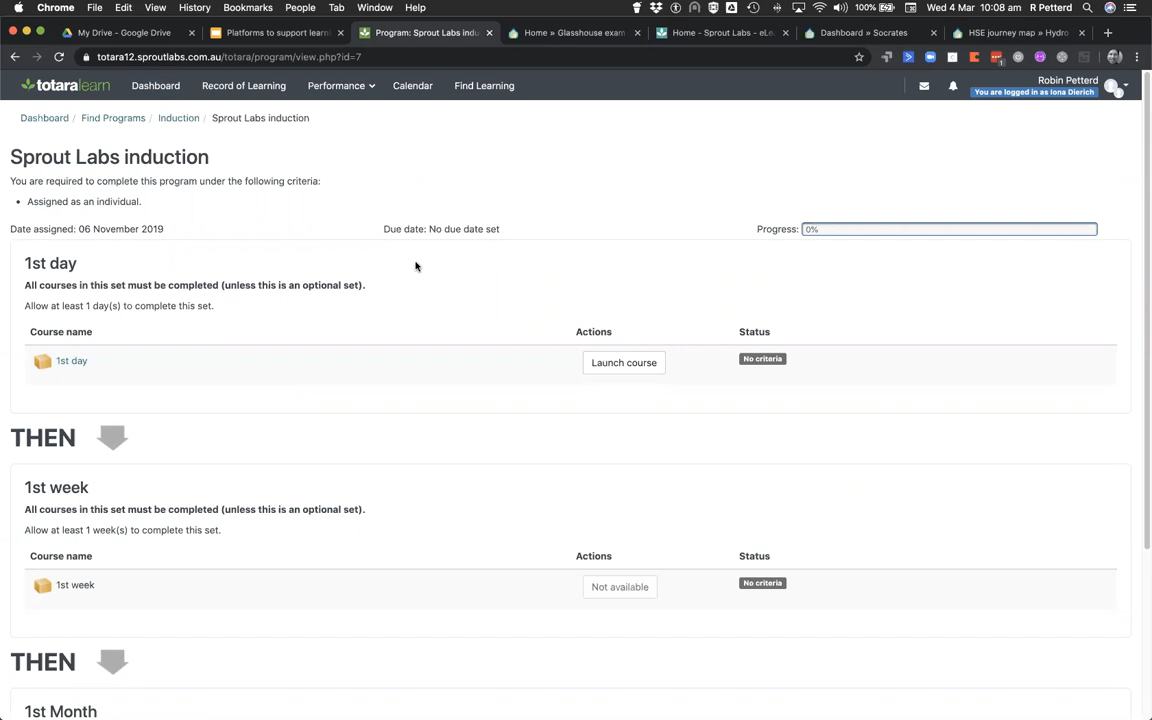 Chrome File Edit View History Bookmarks People Tab Window Help 100% Wed 4 Mar 10:08 am R Petterd
My Drive - Google Drive Platforms to support learni Program: Sprout Labs indu Home » Glasshouse exam Home - Sprout Labs - eLe Dashboard » Socrates HSE journey map » Hydro
totara12.sproutlabs.com.au/totara/program/view.php?id=7
totaralearn Dashboard Record of Learning Performance Calendar Find Learning
Robin Petterd
You are logged in as Iona Dierich
Dashboard / Find Programs / Induction / Sprout Labs induction
Sprout Labs induction
You are required to complete this program under the following criteria:
• Assigned as an individual.
Date assigned: 06 November 2019 Due date: No due date set Progress: 0%
1st day
All courses in this set must be completed (unless this is an optional set).
Allow at least 1 day(s) to complete this set.
Course name Actions Status
1st day Launch course No criteria
THEN
1st week
All courses in this set must be completed (unless this is an optional set).
Allow at least 1 week(s) to complete this set.
Course name Actions Status
1st week Not available No criteria
THEN
1st Month